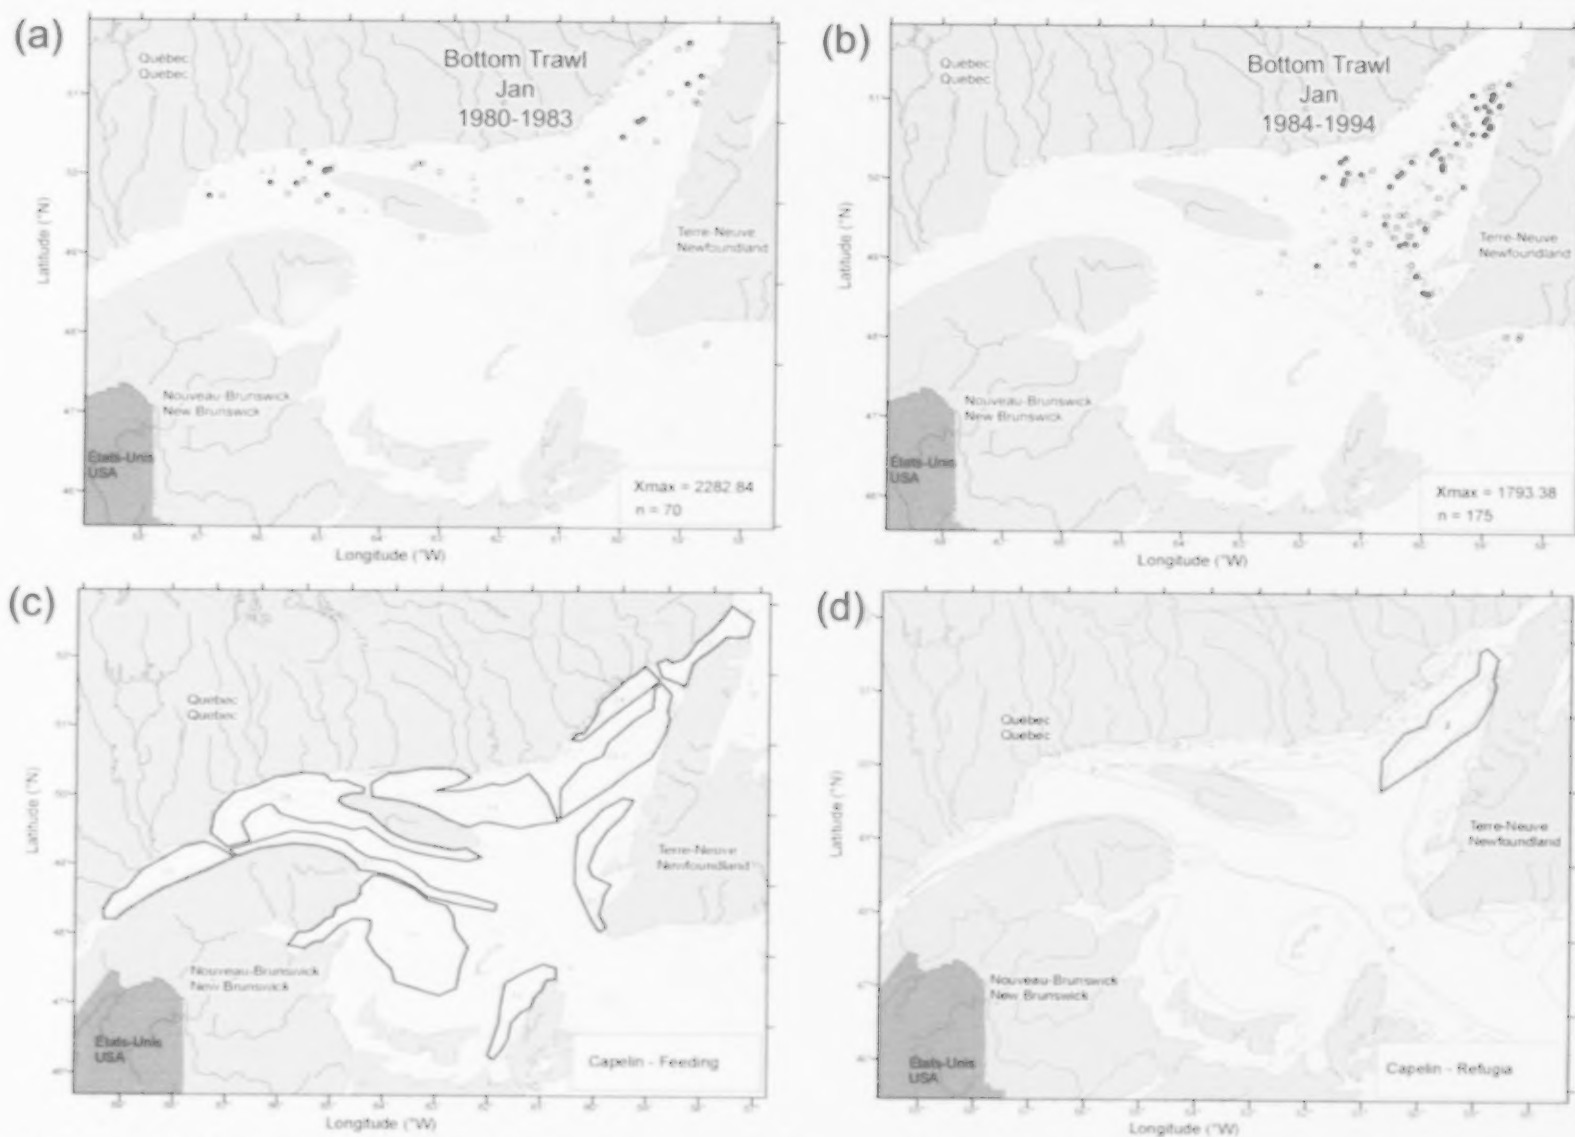 (a)
Québec
Quebec
Bottom Trawl
Jan
1980-1983
Terre-Neuve
Newfoundland
Nouveau-Brunswick
New Brunswick
États-Unis
USA
Xmax = 2282.84
n = 70
Latitude (°N)
Longitude (°W)
(b)
Québec
Quebec
Bottom Trawl
Jan
1984-1994
Terre-Neuve
Newfoundland
Nouveau-Brunswick
New Brunswick
États-Unis
USA
Xmax = 1793.38
n = 175
Latitude (°N)
Longitude (°W)
(c)
Québec
Quebec
Terre-Neuve
Newfoundland
Nouveau-Brunswick
New Brunswick
États-Unis
USA
Capelin - Feeding
Latitude (°N)
Longitude (°W)
(d)
Québec
Quebec
Terre-Neuve
Newfoundland
Nouveau-Brunswick
New Brunswick
États-Unis
USA
Capelin - Refugia
Latitude (°N)
Longitude (°W)